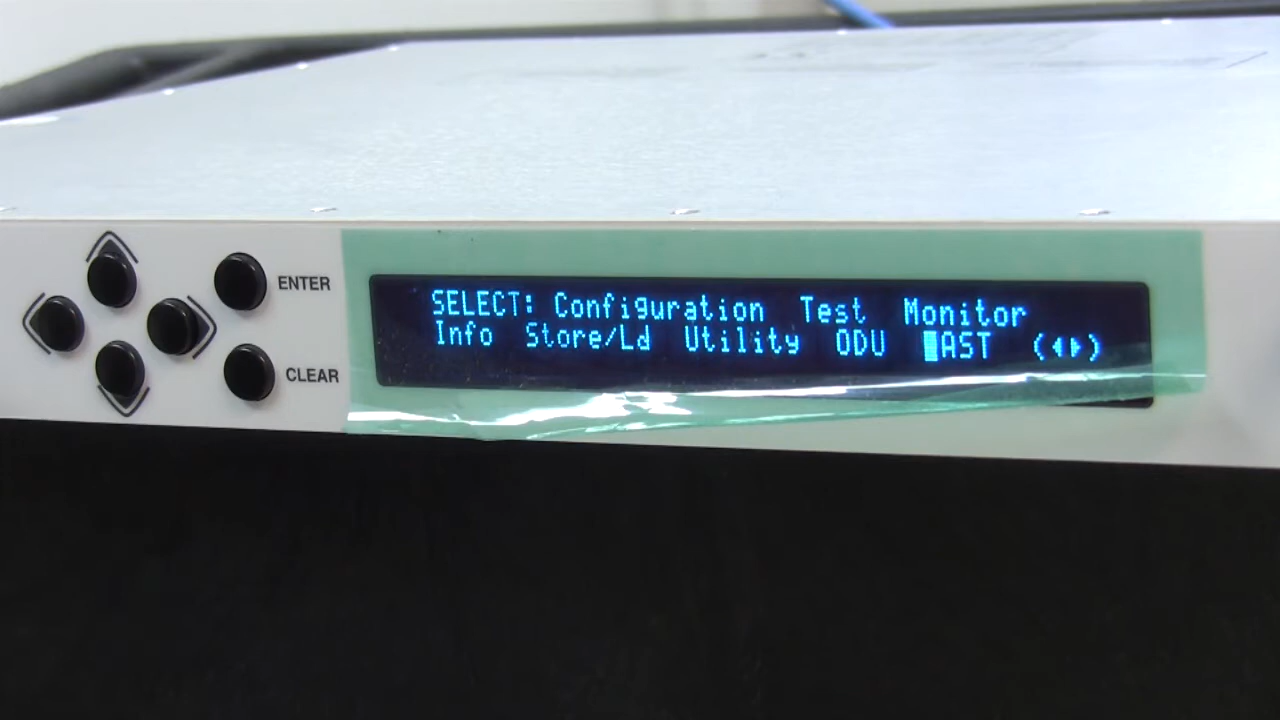 SELECT: Configuration Test Monitor
Info Store/Ld Utility ODU █AST (◀▶)
ENTER
CLEAR